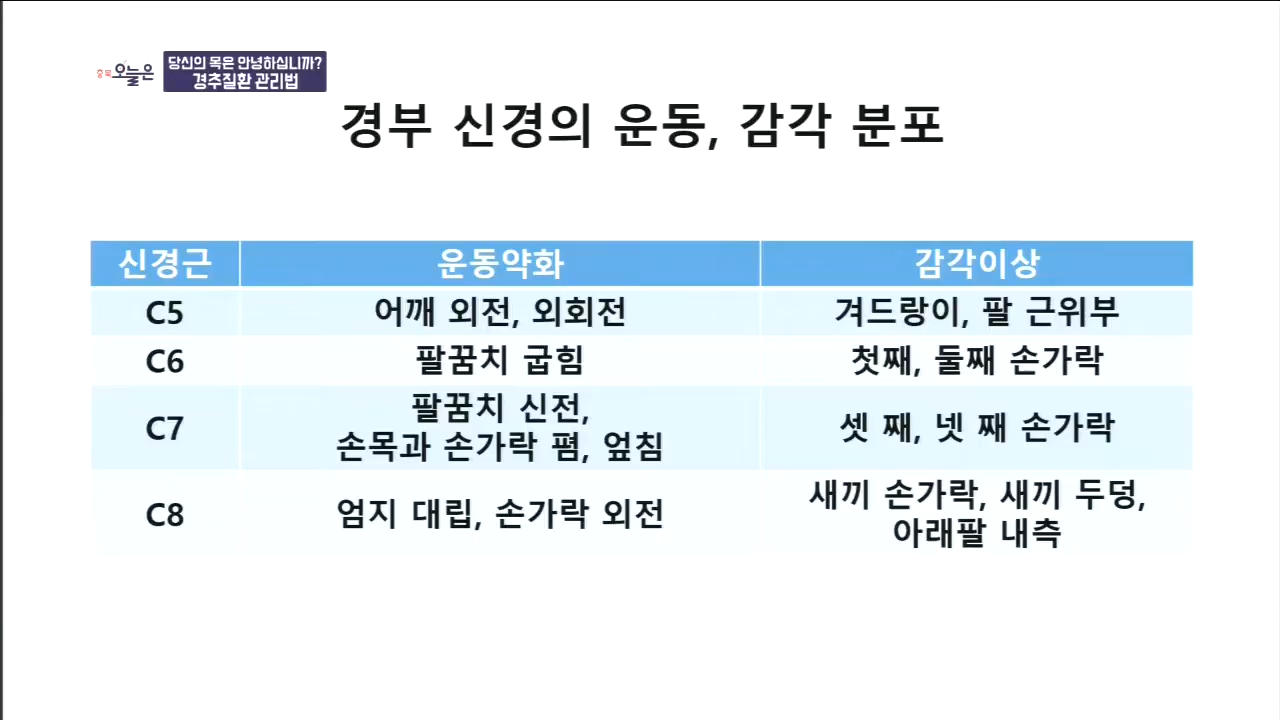 충북 오늘은
당신의 목은 안녕하십니까?
경추질환 관리법
경부 신경의 운동, 감각 분포
신경근 운동약화 감각이상
C5 어깨 외전, 외회전 겨드랑이, 팔 근위부
C6 팔꿈치 굽힘 첫째, 둘째 손가락
C7 팔꿈치 신전,
손목과 손가락 폄, 엎침 셋 째, 넷 째 손가락
C8 엄지 대립, 손가락 외전 새끼 손가락, 새끼 두덩,
아래팔 내측